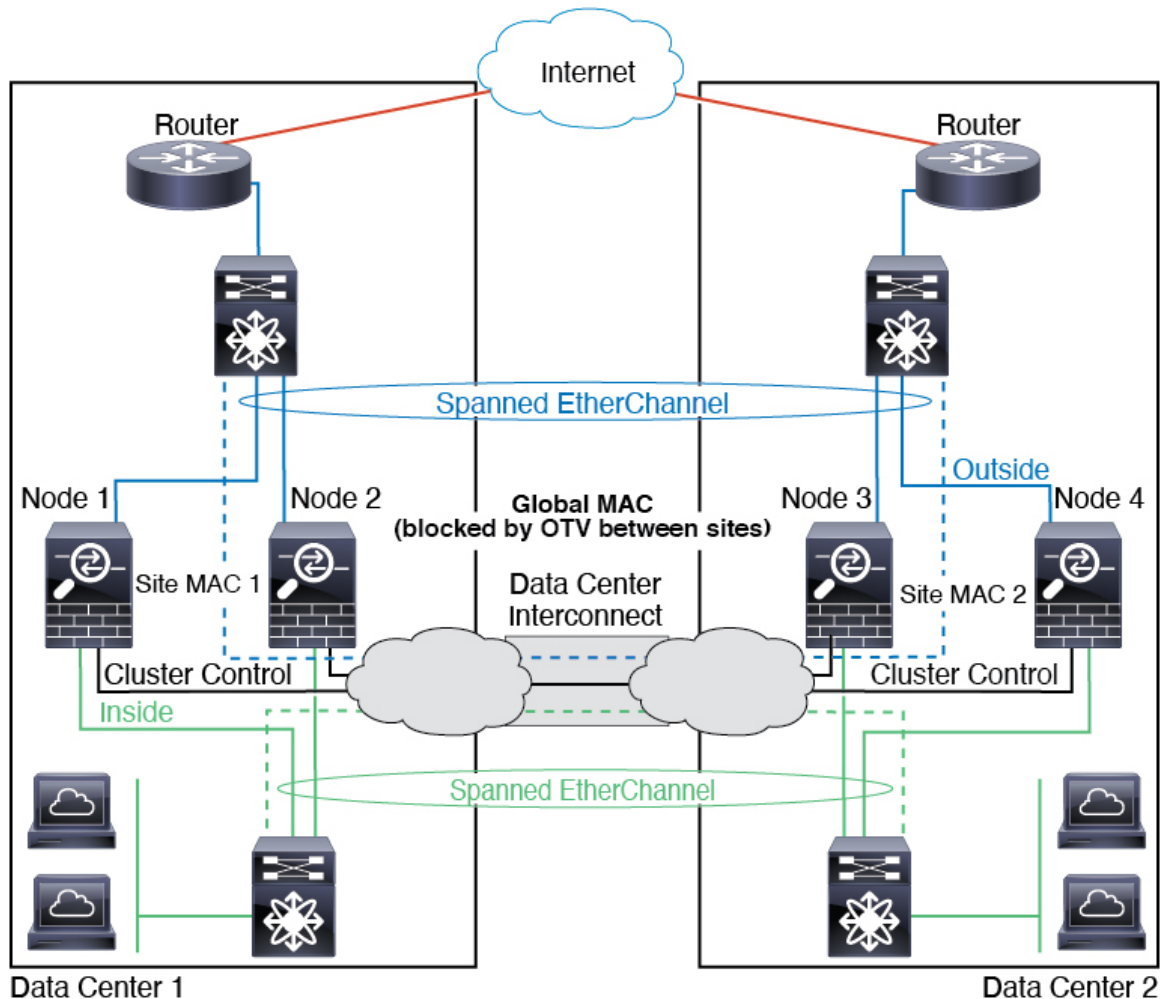 Internet
Router
Router
Spanned EtherChannel
Outside
Node 1
Node 2
Global MAC
(blocked by OTV between sites)
Node 3
Node 4
Site MAC 1
Data Center
Interconnect
Site MAC 2
Cluster Control
Cluster Control
Inside
Spanned EtherChannel
Data Center 1
Data Center 2